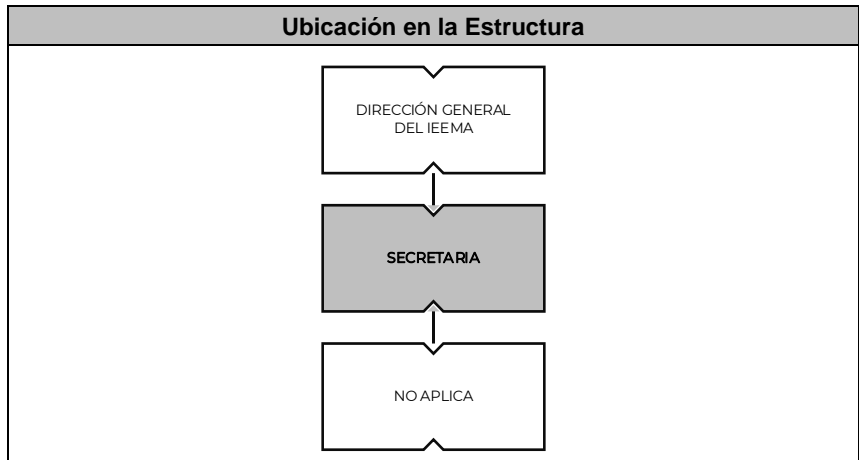 Ubicación en la Estructura
DIRECCIÓN GENERAL
DEL IEEMA
SECRETARIA
NO APLICA